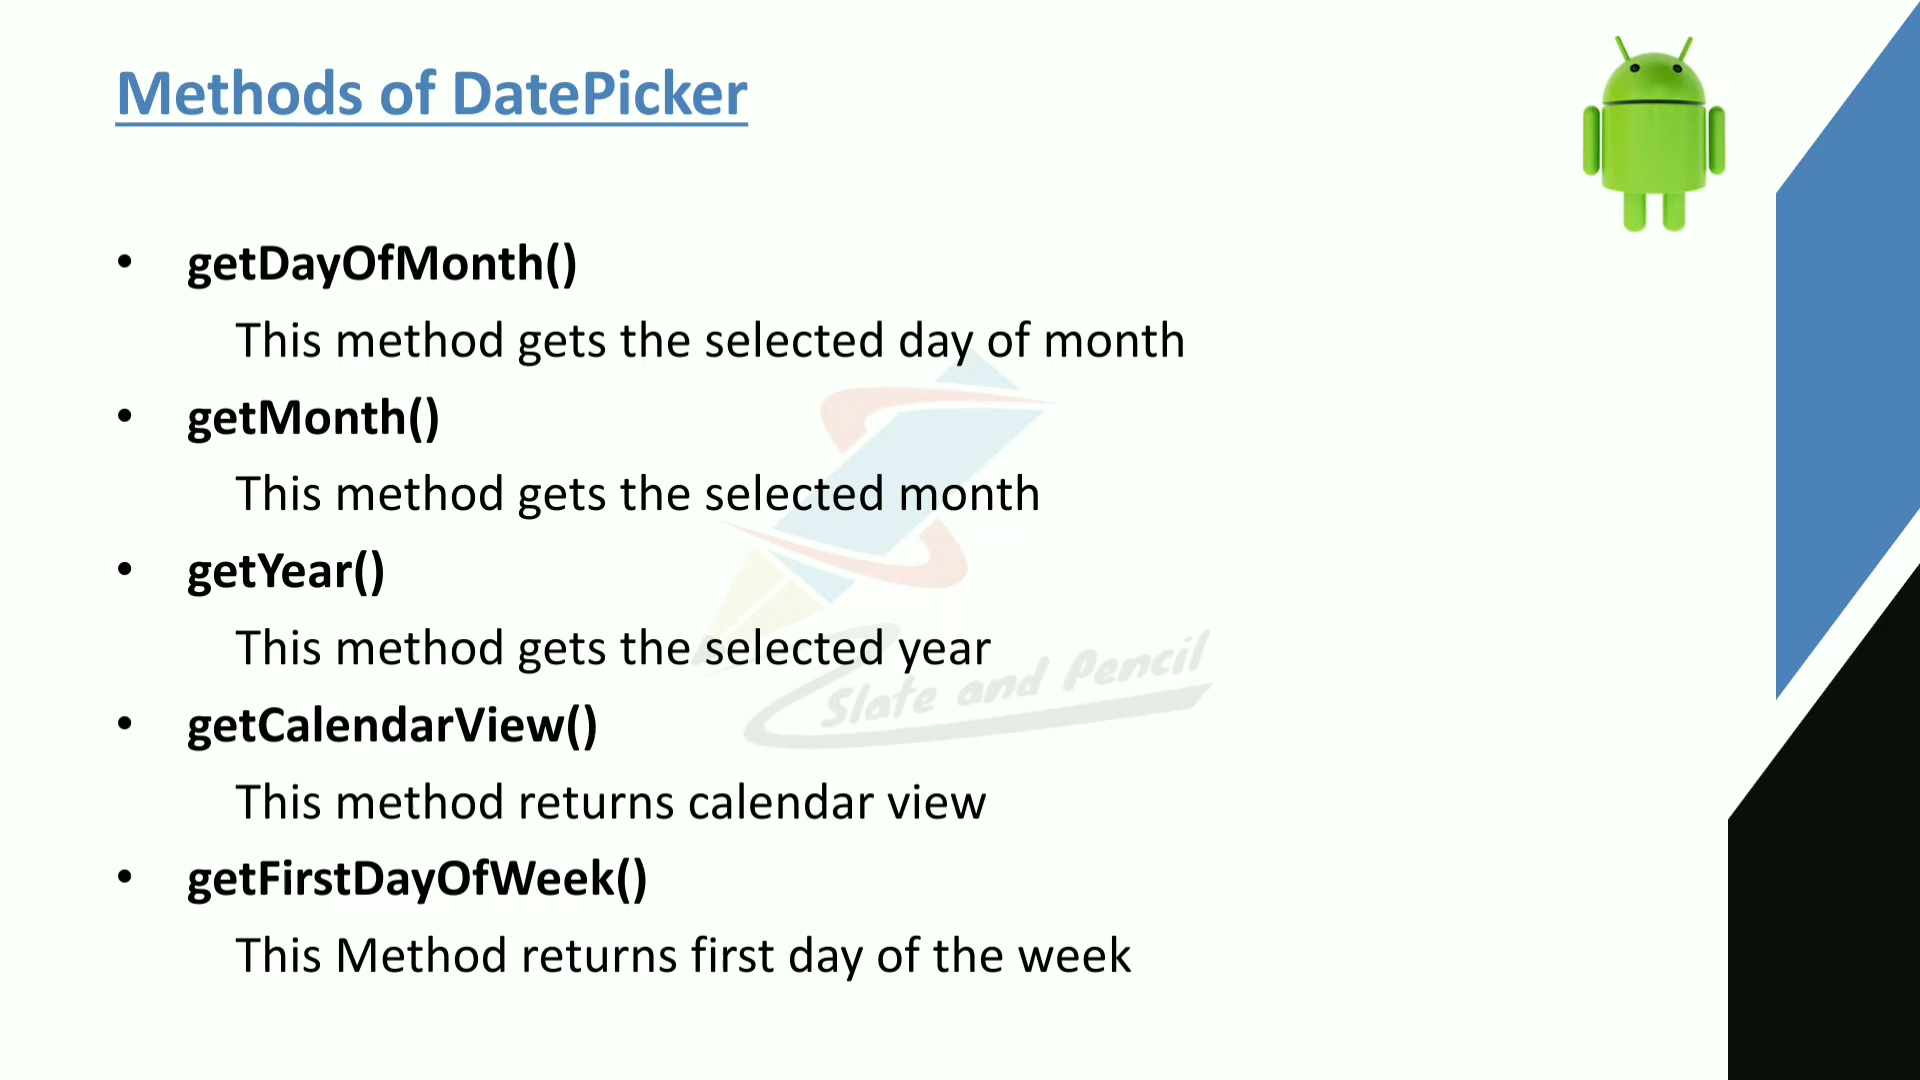 Methods of DatePicker
• getDayOfMonth()
This method gets the selected day of month
• getMonth()
This method gets the selected month
• getYear()
This method gets the selected year
Slate and Pencil
• getCalendarView()
This method returns calendar view
• getFirstDayOfWeek()
This Method returns first day of the week